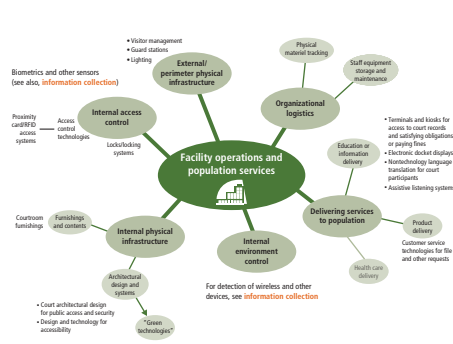 • Visitor management
• Guard stations
• Lighting
External/
perimeter physical
infrastructure
Physical
materiel tracking
Staff equipment
storage and
maintenance
Organizational
logistics
Biometrics and other sensors
(see also, information collection)
Internal access
control
Proximity
card/RFID
access
systems
Access
control
technologies
Locks/locking
systems
Facility operations and
population services
Education or
information
delivery
• Terminals and kiosks for
access to court records
and satisfying obligations
or paying fines
• Electronic docket displays
• Nontechnology language
translation for court
participants
• Assistive listening system
Delivering services
to population
Product
delivery
Customer service
technologies for file
and other requests
Health care
delivery
Courtroom
furnishings
Furnishings
and contents
Internal physical
infrastructure
Internal
environment
control
For detection of wireless and other
devices, see information collection
Architectural
design and
systems
• Court architectural design
for public access and security
• Design and technology for
accessibility
"Green
technologies"